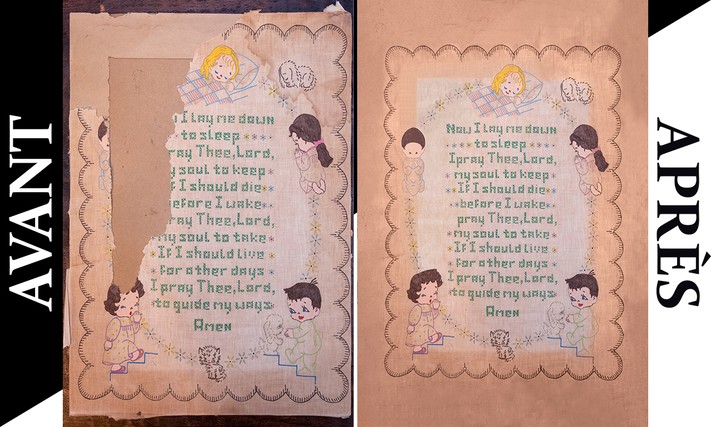 AVANT
I lay me down
to sleep
pray Thee, Lord,
soul to keep
If I should die
before I wake
pray Thee, Lord,
my soul to take
If I should live
for other days
I pray Thee, Lord,
to guide my ways
Amen
Now I lay me down
to sleep
I pray Thee, Lord,
my soul to keep
If I should die
before I wake
pray Thee, Lord,
my soul to take
If I should live
for other days
I pray Thee, Lord,
to guide my ways
Amen
APRÈS